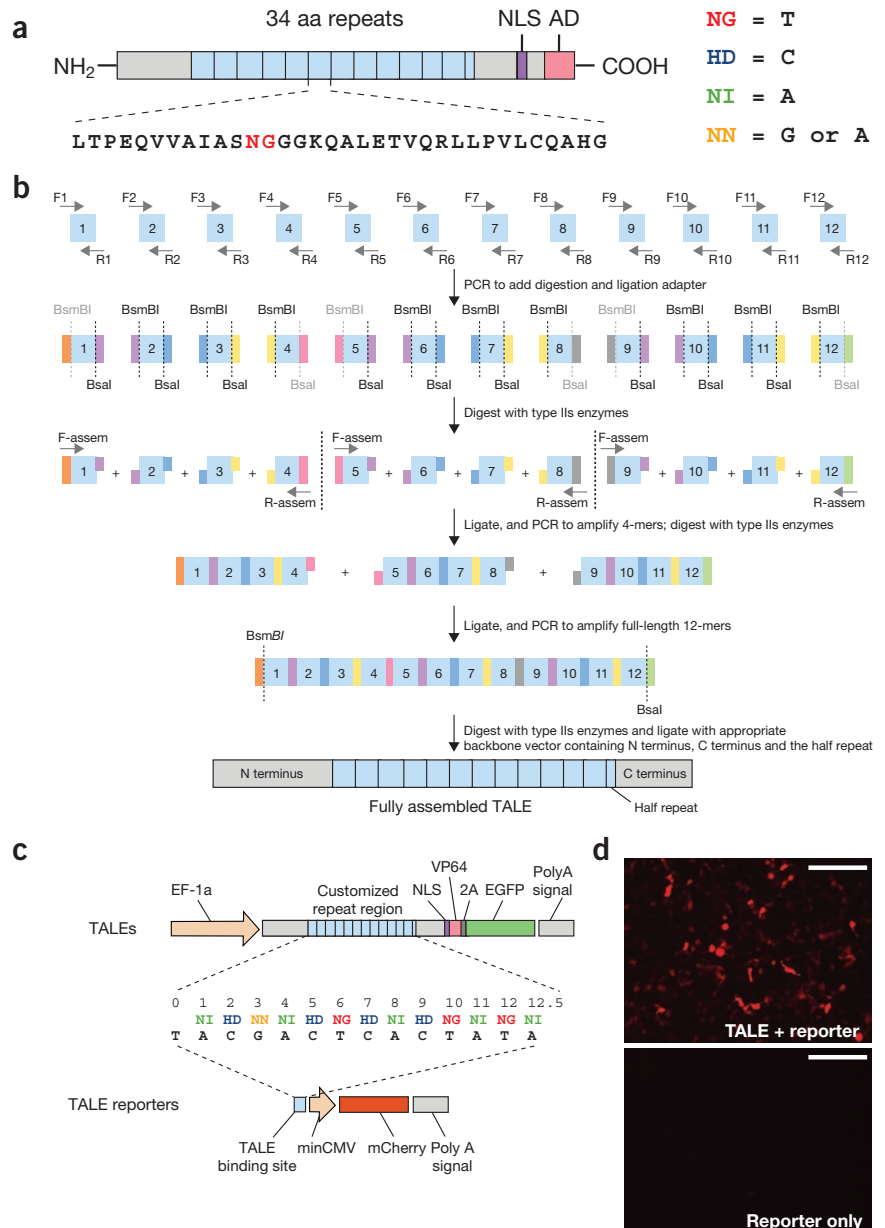 a
34 aa repeats
NLS AD
NH2
COOH
LTPEQVVAIASNGGGKQALETVQRLLPVLCQAHG
NG = T
HD = C
NI = A
NN = G or A
b
F1 F2 F3 F4 F5 F6 F7 F8 F9 F10 F11 F12
1 2 3 4 5 6 7 8 9 10 11 12
R1 R2 R3 R4 R5 R6 R7 R8 R9 R10 R11 R12
PCR to add digestion and ligation adapter
BsmBI BsmBI BsmBI BsmBI BsmBI BsmBI BsmBI BsmBI BsmBI BsmBI BsmBI BsmBI
1 2 3 4 5 6 7 8 9 10 11 12
BsaI BsaI BsaI BsaI BsaI BsaI BsaI BsaI BsaI BsaI BsaI BsaI
Digest with type IIs enzymes
F-assem F-assem F-assem
1 + 2 + 3 + 4 5 + 6 + 7 + 8 9 + 10 + 11 + 12
R-assem R-assem R-assem
Ligate, and PCR to amplify 4-mers; digest with type IIs enzymes
1 2 3 4 + 5 6 7 8 + 9 10 11 12
Ligate, and PCR to amplify full-length 12-mers
BsmBI
1 2 3 4 5 6 7 8 9 10 11 12
BsaI
Digest with type IIs enzymes and ligate with appropriate
backbone vector containing N terminus, C terminus and the half repeat
N terminus C terminus
Fully assembled TALE
Half repeat
c
EF-1a
Customized
repeat region
NLS
VP64
2A
EGFP
PolyA
signal
TALEs
0 1 2 3 4 5 6 7 8 9 10 11 12 12.5
NI HD NN NI HD NG HD NI HD NG NI NG NI
T A C G A C T C A C T A T A
TALE reporters
TALE
binding site
minCMV
mCherry
Poly A
signal
d
TALE + reporter
Reporter only